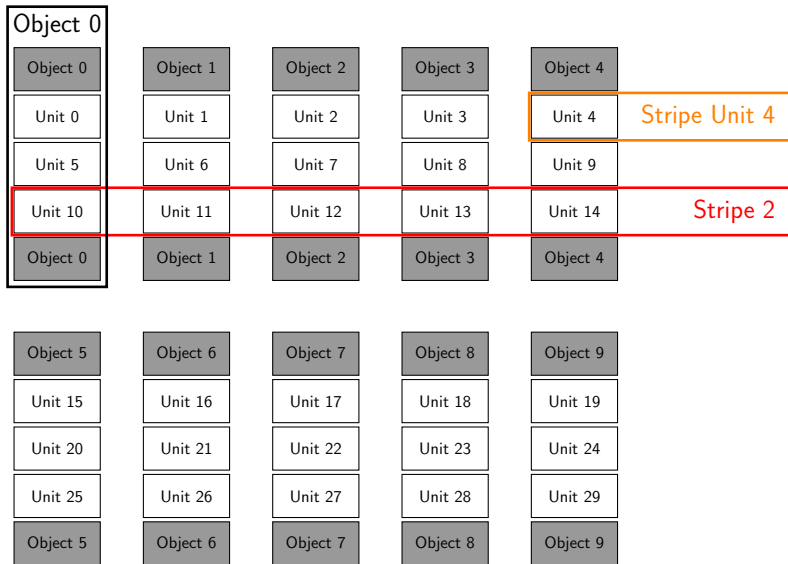 Object 0
Object 0 Object 1 Object 2 Object 3 Object 4
Unit 0 Unit 1 Unit 2 Unit 3 Unit 4 Stripe Unit 4
Unit 5 Unit 6 Unit 7 Unit 8 Unit 9
Unit 10 Unit 11 Unit 12 Unit 13 Unit 14 Stripe 2
Object 0 Object 1 Object 2 Object 3 Object 4
Object 5 Object 6 Object 7 Object 8 Object 9
Unit 15 Unit 16 Unit 17 Unit 18 Unit 19
Unit 20 Unit 21 Unit 22 Unit 23 Unit 24
Unit 25 Unit 26 Unit 27 Unit 28 Unit 29
Object 5 Object 6 Object 7 Object 8 Object 9